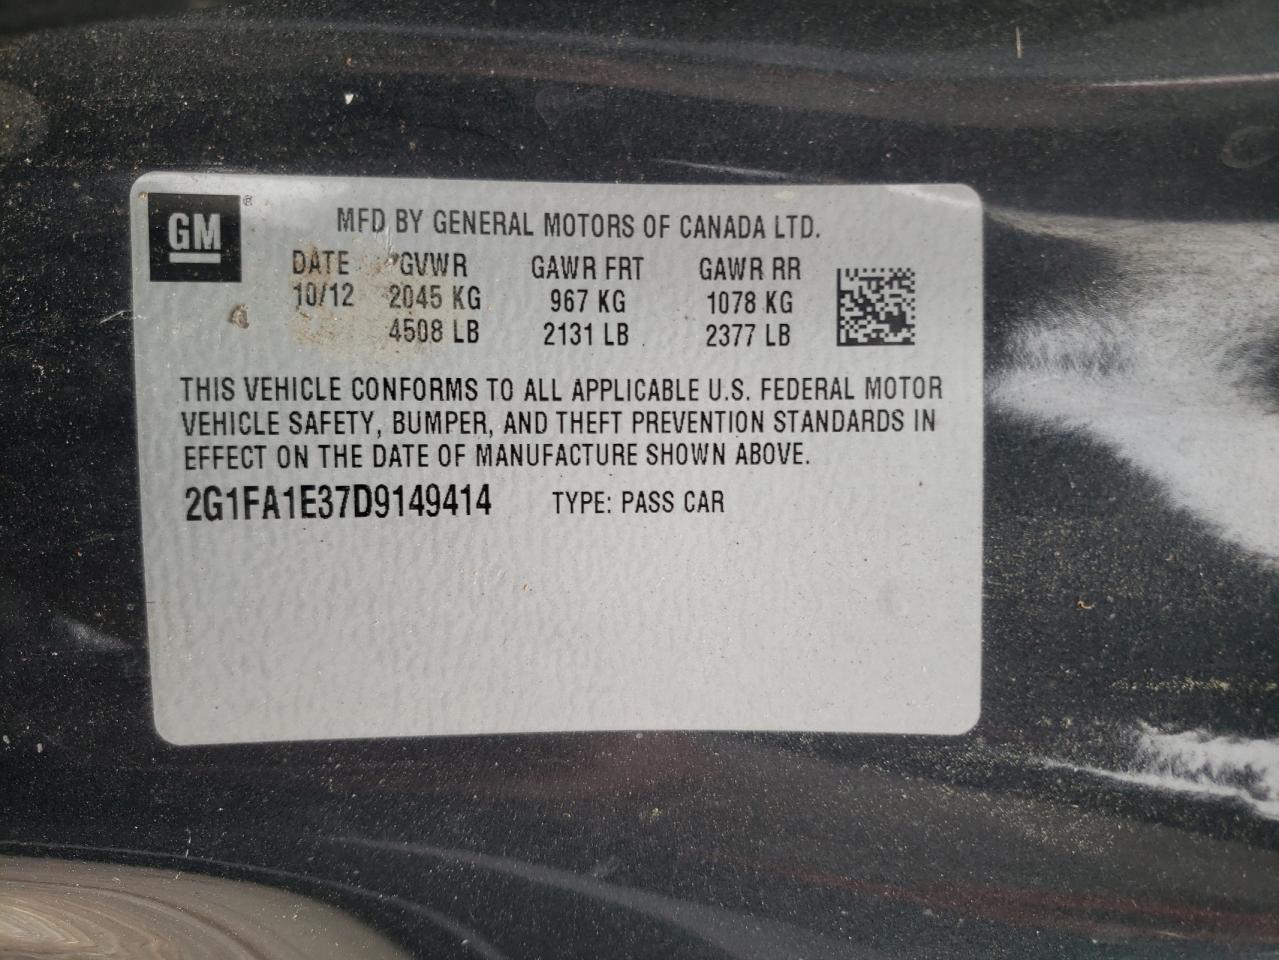 GM ®
MFD BY GENERAL MOTORS OF CANADA LTD.
DATE GVWR GAWR FRT GAWR RR
10/12 2045 KG 967 KG 1078 KG
4508 LB 2131 LB 2377 LB
THIS VEHICLE CONFORMS TO ALL APPLICABLE U.S. FEDERAL MOTOR
VEHICLE SAFETY, BUMPER, AND THEFT PREVENTION STANDARDS IN
EFFECT ON THE DATE OF MANUFACTURE SHOWN ABOVE.
2G1FA1E37D9149414 TYPE: PASS CAR